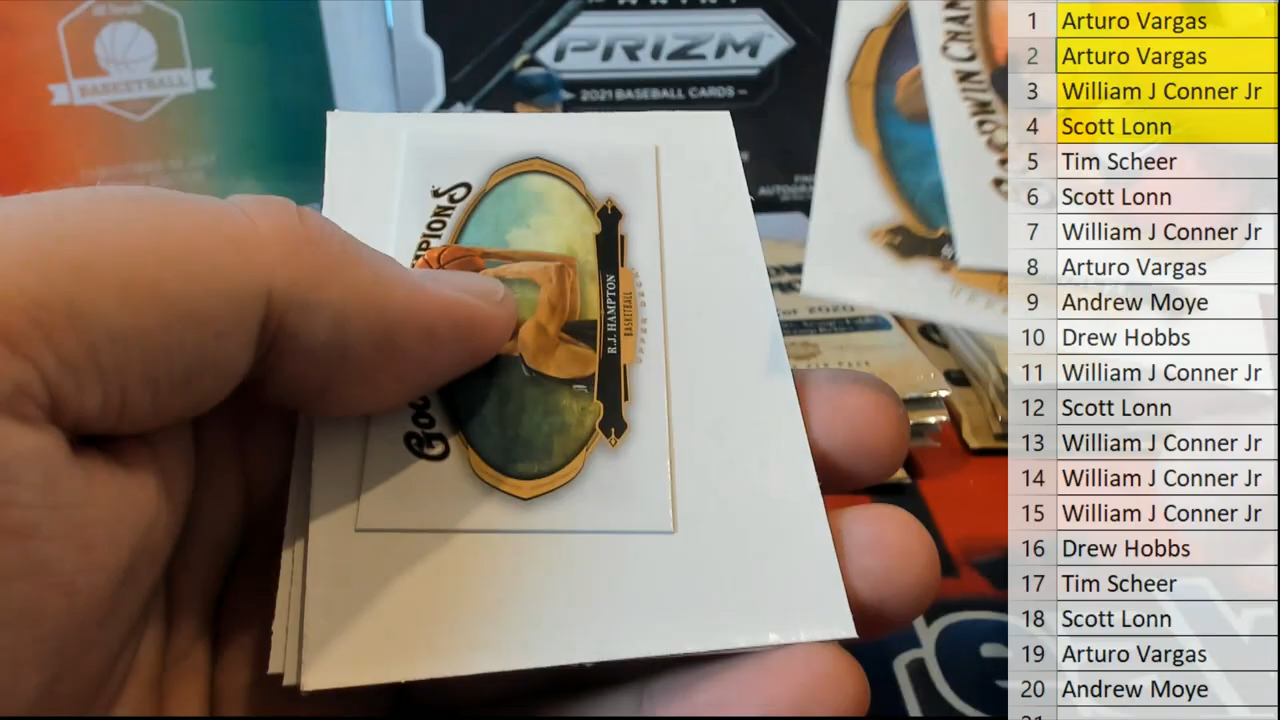 BASKETBALL
PRIZM
2021 BASEBALL CARDS
GOODWIN CHAM
R.J. HAMPTON
BASKETBALL
1 Arturo Vargas
2 Arturo Vargas
3 William J Conner Jr
4 Scott Lonn
5 Tim Scheer
6 Scott Lonn
7 William J Conner Jr
8 Arturo Vargas
9 Andrew Moye
10 Drew Hobbs
11 William J Conner Jr
12 Scott Lonn
13 William J Conner Jr
14 William J Conner Jr
15 William J Conner Jr
16 Drew Hobbs
17 Tim Scheer
18 Scott Lonn
19 Arturo Vargas
20 Andrew Moye